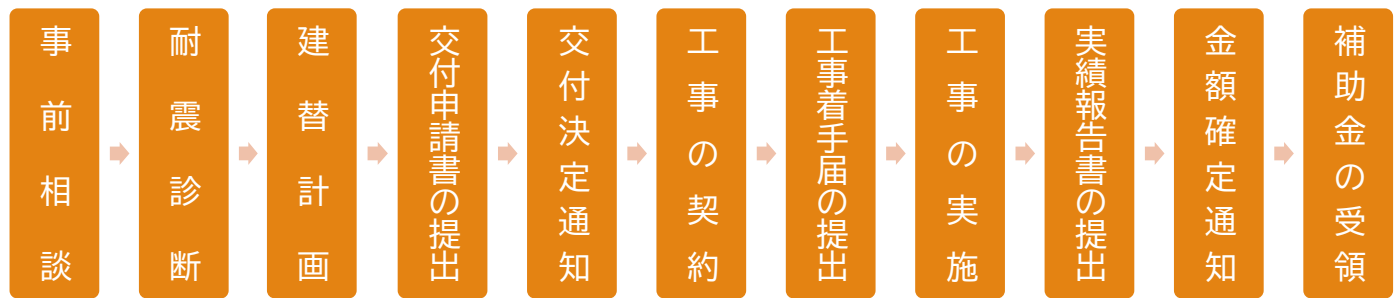 事前相談
耐震診断
建替計画
交付申請書の提出
交付決定通知
工事の契約
工事着手届の提出
工事の実施
実績報告書の提出
金額確定通知
補助金の受領